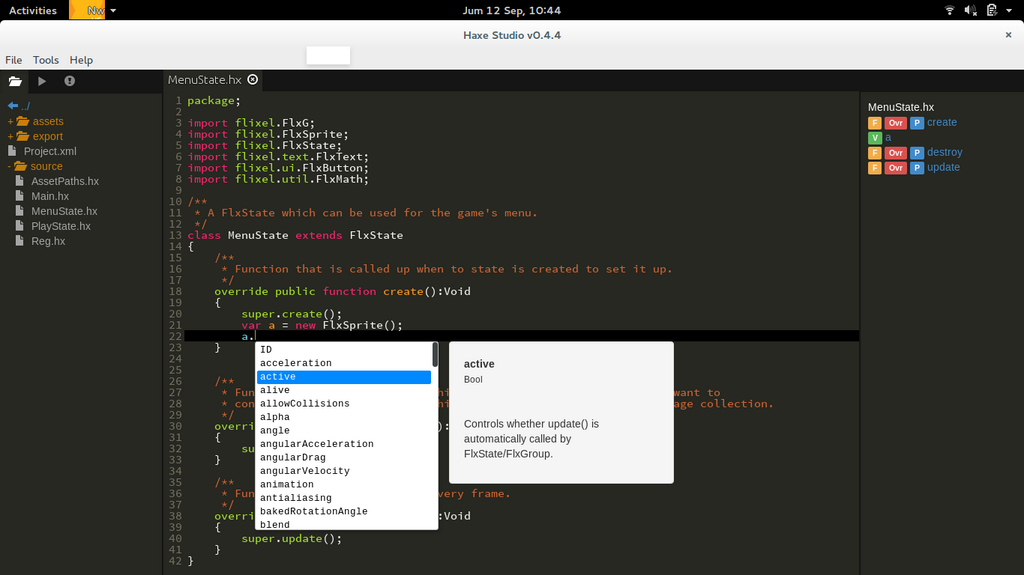 Activities
Nw
Jum 12 Sep, 10:44
Haxe Studio v0.4.4
×
File Tools Help
../
+ assets
+ export
Project.xml
- source
AssetPaths.hx
Main.hx
MenuState.hx
PlayState.hx
Reg.hx
MenuState.hx
1 package;
2
3 import flixel.FlxG;
4 import flixel.FlxSprite;
5 import flixel.FlxState;
6 import flixel.text.FlxText;
7 import flixel.ui.FlxButton;
8 import flixel.util.FlxMath;
9
10 /**
11 * A FlxState which can be used for the game's menu.
12 */
13 class MenuState extends FlxState
14 {
15 /**
16 * Function that is called up when to state is created to set it up.
17 */
18 override public function create():Void
19 {
20 super.create();
21 var a = new FlxSprite();
22 a.
23 }
24
25
26 /**
27 * Fun want to
28 * con age collection.
29 */
30 overri ):
31 {
32 su
33 }
34
35 /**
36 * Fun very frame.
37 */
38 overri :Void
39 {
40 super.update();
41 }
42 }
ID
acceleration
active
alive
allowCollisions
alpha
angle
angularAcceleration
angularDrag
angularVelocity
animation
antialiasing
bakedRotationAngle
blend
active
Bool
Controls whether update() is
automatically called by
FlxState/FlxGroup.
MenuState.hx
F Ovr P create
V a
F Ovr P destroy
F Ovr P update